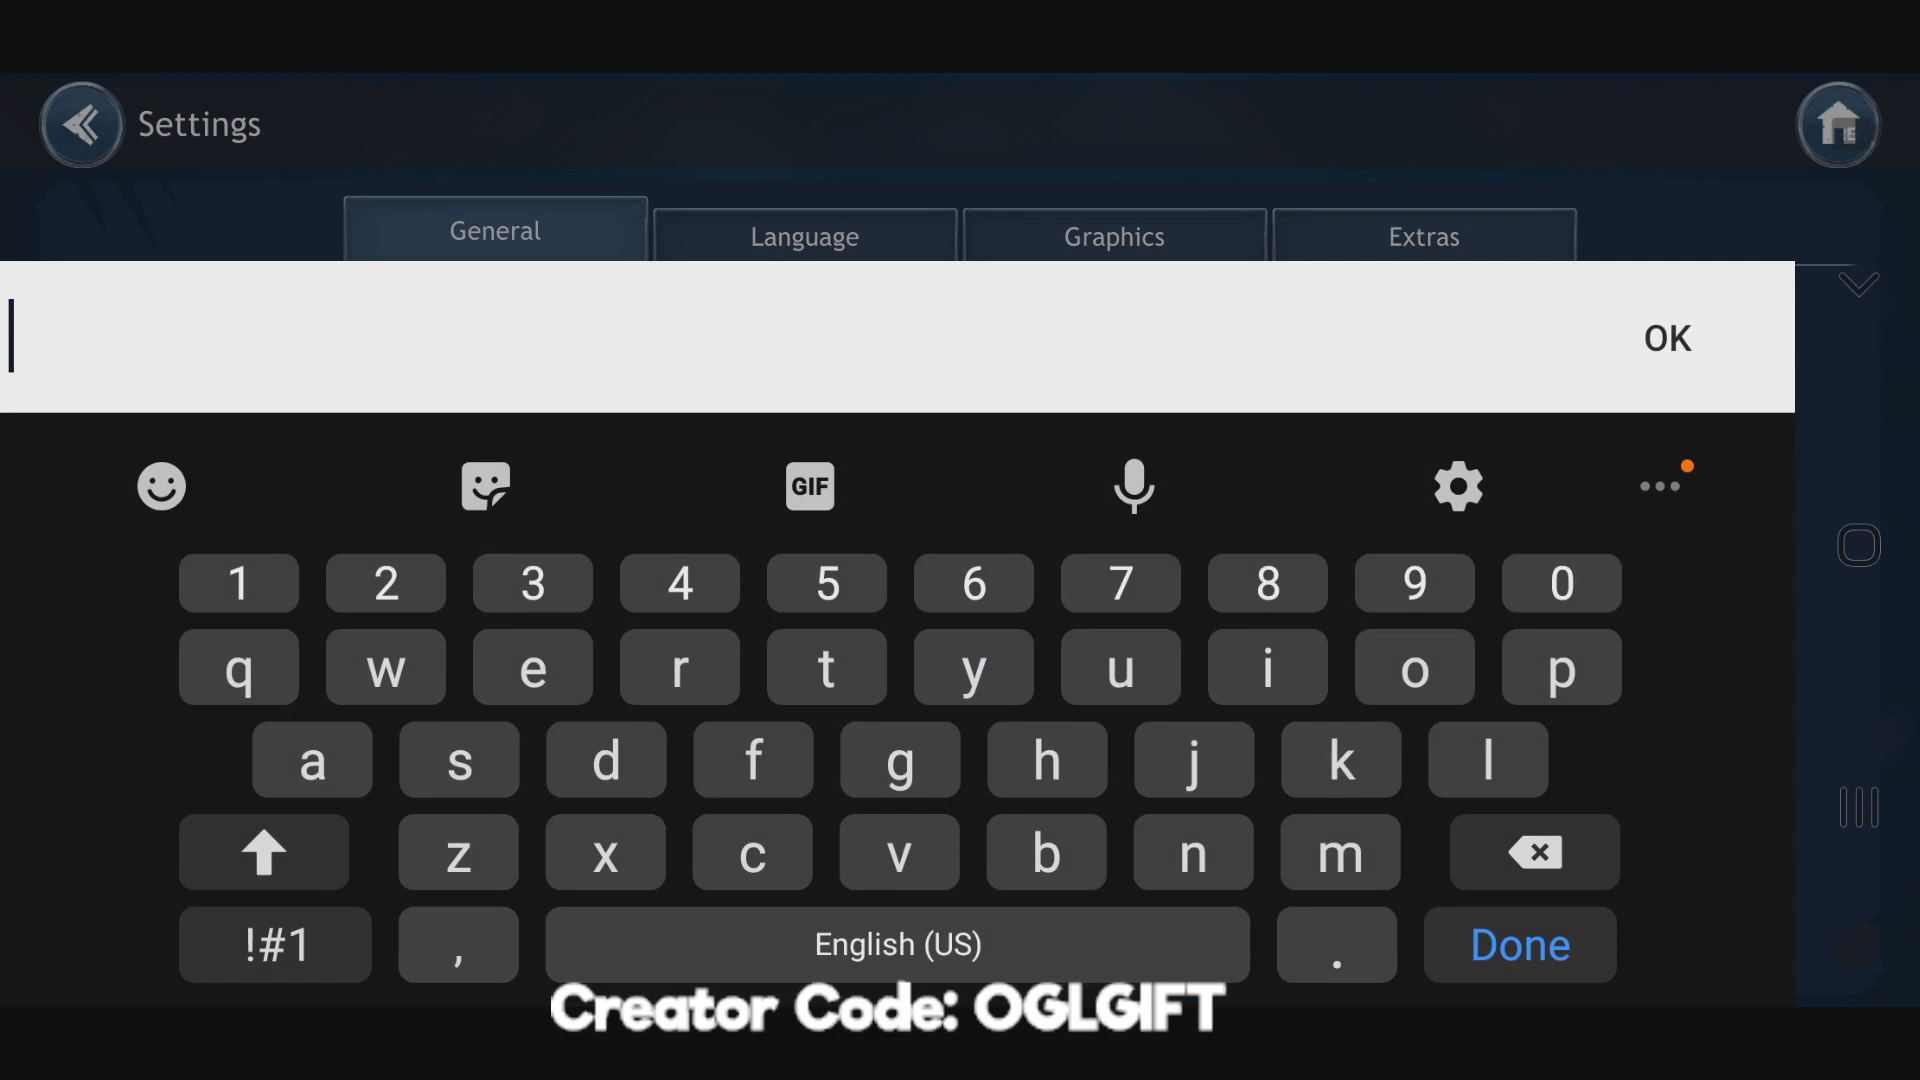 Settings
General Language Graphics Extras
OK
GIF
1 2 3 4 5 6 7 8 9 0
q w e r t y u i o p
a s d f g h j k l
z x c v b n m
!#1 , English (US) . Done
Creator Code: OGLGIFT